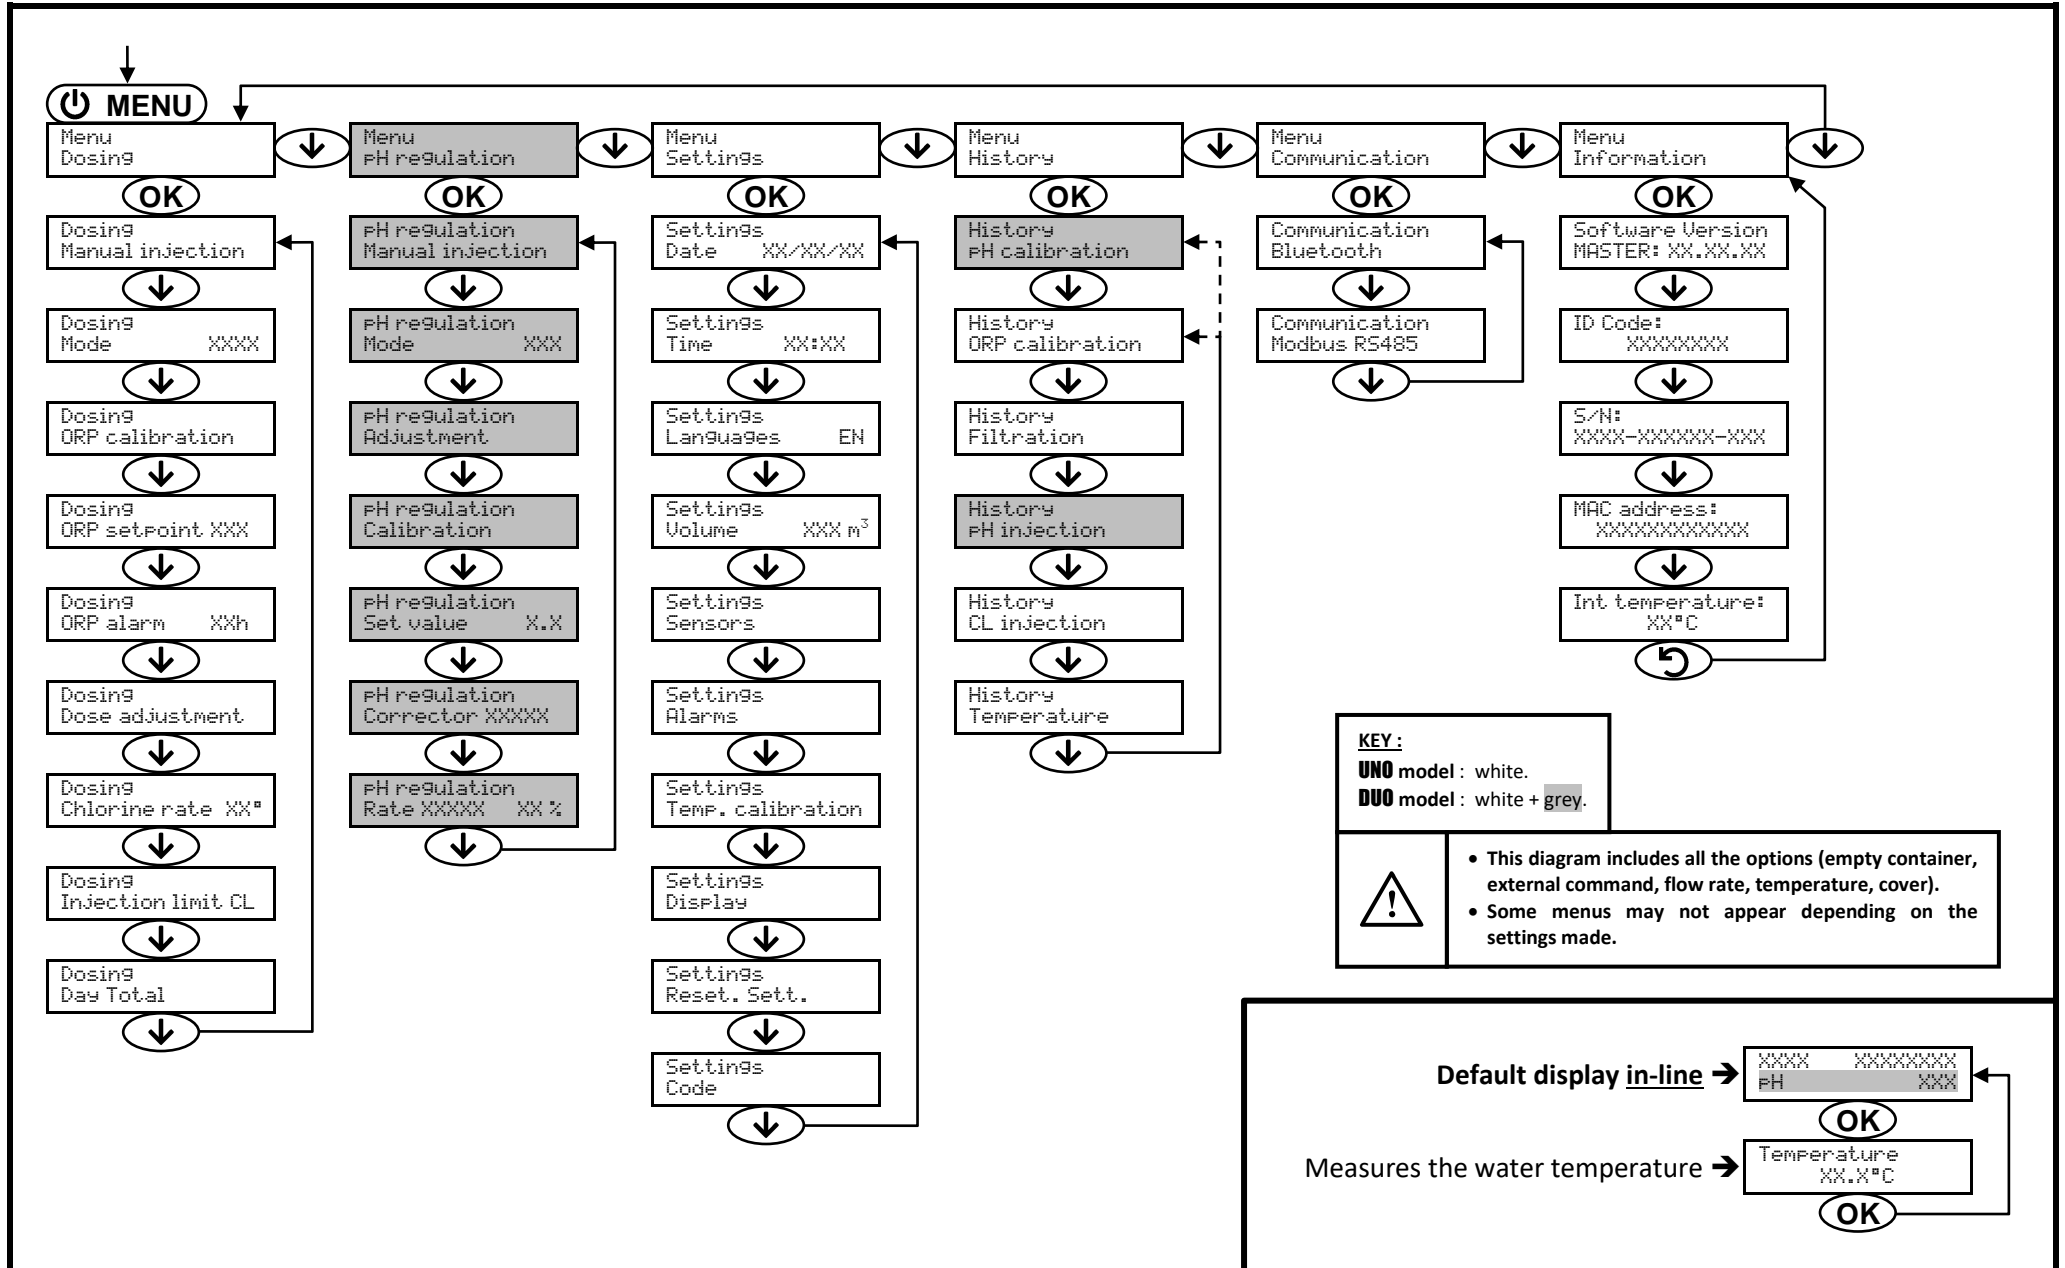 MENU
Menu
Dosing
OK
Dosing
Manual injection
Dosing
Mode XXXX
Dosing
ORP calibration
Dosing
ORP setpoint XXX
Dosing
ORP alarm XXh
Dosing
Dose adjustment
Dosing
Chlorine rate XX°
Dosing
Injection limit CL
Dosing
Day Total
Menu
pH regulation
OK
pH regulation
Manual injection
pH regulation
Mode XXX
pH regulation
Adjustment
pH regulation
Calibration
pH regulation
Set value X.X
pH regulation
Corrector XXXXX
pH regulation
Rate XXXXX XX %
Menu
Settings
OK
Settings
Date XX/XX/XX
Settings
Time XX:XX
Settings
Languages EN
Settings
Volume XXX m³
Settings
Sensors
Settings
Alarms
Settings
Temp. calibration
Settings
Display
Settings
Reset. Sett.
Settings
Code
Menu
History
OK
History
pH calibration
History
ORP calibration
History
Filtration
History
pH injection
History
CL injection
History
Temperature
Menu
Communication
OK
Communication
Bluetooth
Communication
Modbus RS485
Menu
Information
OK
Software Version
MASTER: XX.XX.XX
ID Code:
XXXXXXXX
S/N:
XXXX-XXXXXX-XXX
MAC address:
XXXXXXXXXXXX
Int temperature:
XX°C
KEY :
UNO model : white.
DUO model : white + grey.
• This diagram includes all the options (empty container,
external command, flow rate, temperature, cover).
• Some menus may not appear depending on the
settings made.
Default display in-line ➔
XXXX XXXXXXXX
pH XXX
OK
Measures the water temperature ➔
Temperature
XX.X°C
OK